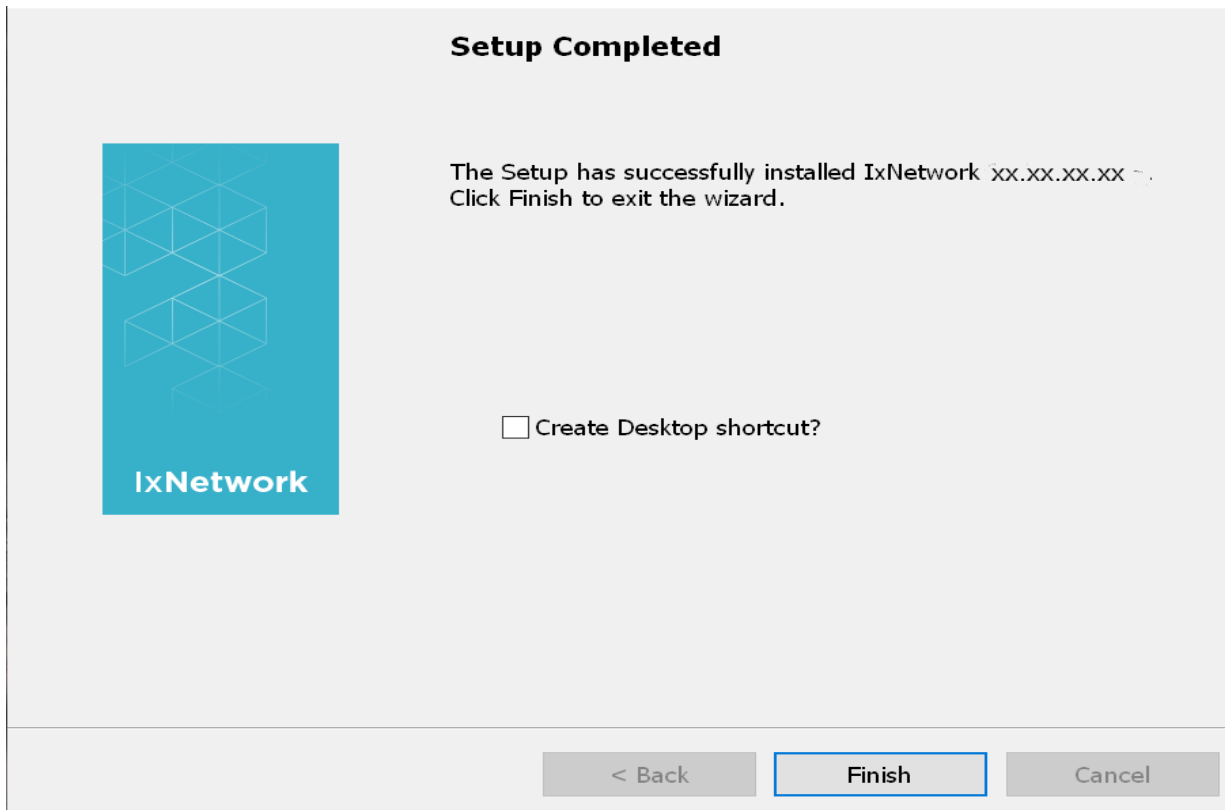 Setup Completed
The Setup has successfully installed IxNetwork xx.xx.xx.xx .
Click Finish to exit the wizard.
Create Desktop shortcut?
IxNetwork
< Back
Finish
Cancel